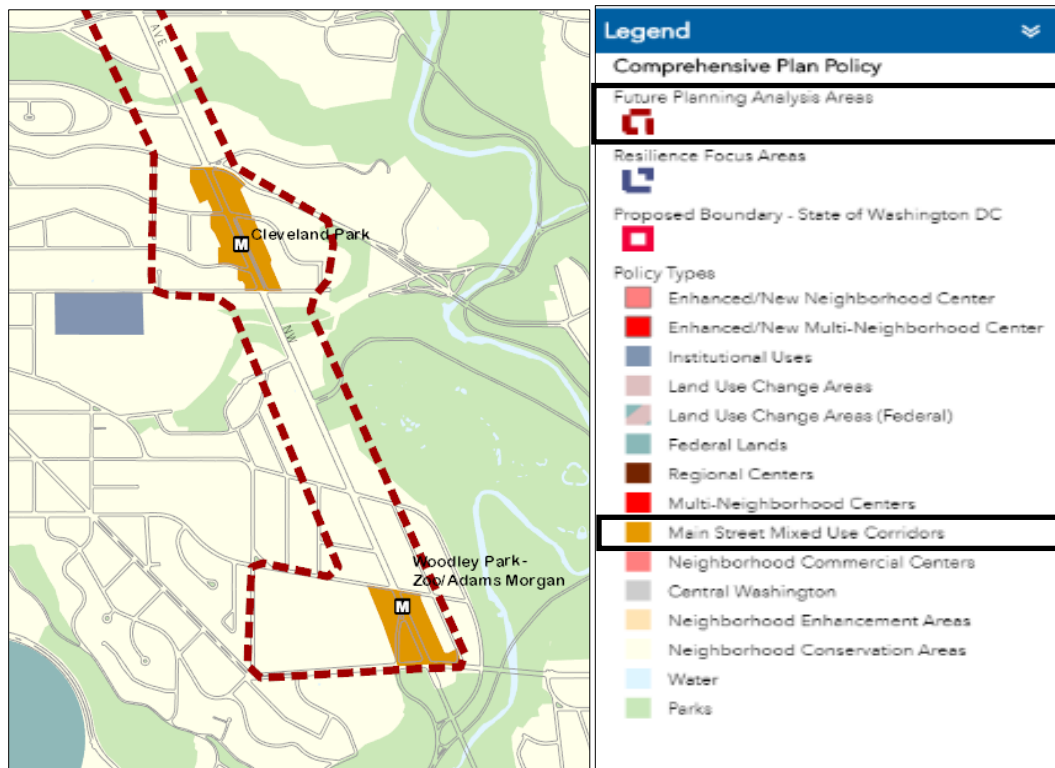 AVE
M
Cleveland Park
NW
Woodley Park-
Zoo/Adams Morgan
M
Legend
Comprehensive Plan Policy
Future Planning Analysis Areas
Resilience Focus Areas
Proposed Boundary - State of Washington DC
Policy Types
Enhanced/New Neighborhood Center
Enhanced/New Multi-Neighborhood Center
Institutional Uses
Land Use Change Areas
Land Use Change Areas (Federal)
Federal Lands
Regional Centers
Multi-Neighborhood Centers
Main Street Mixed Use Corridors
Neighborhood Commercial Centers
Central Washington
Neighborhood Enhancement Areas
Neighborhood Conservation Areas
Water
Parks